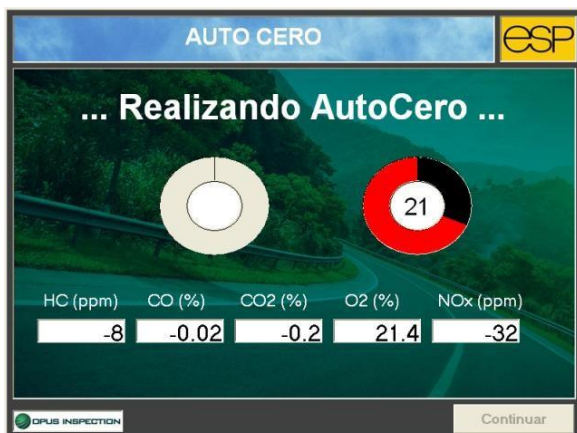 AUTO CERO
esp
... Realizando AutoCero ...
21
HC (ppm) CO (%) CO2 (%) O2 (%) NOx (ppm)
-8 -0.02 -0.2 21.4 -32
OPUS INSPECTION
Continuar